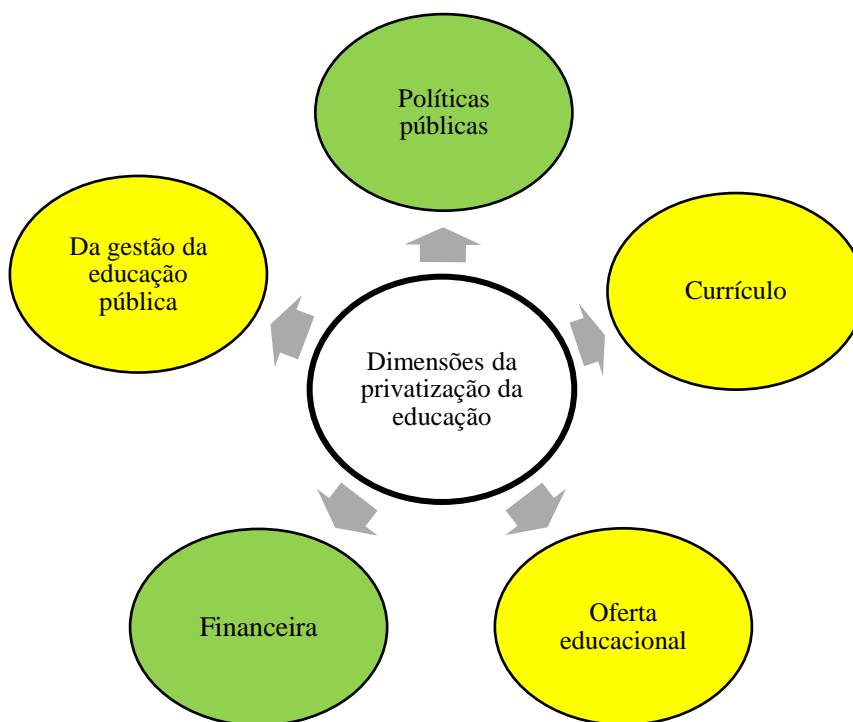 Políticas
públicas
Da gestão da
educação
pública
Currículo
Dimensões da
privatização da
educação
Financeira
Oferta
educacional